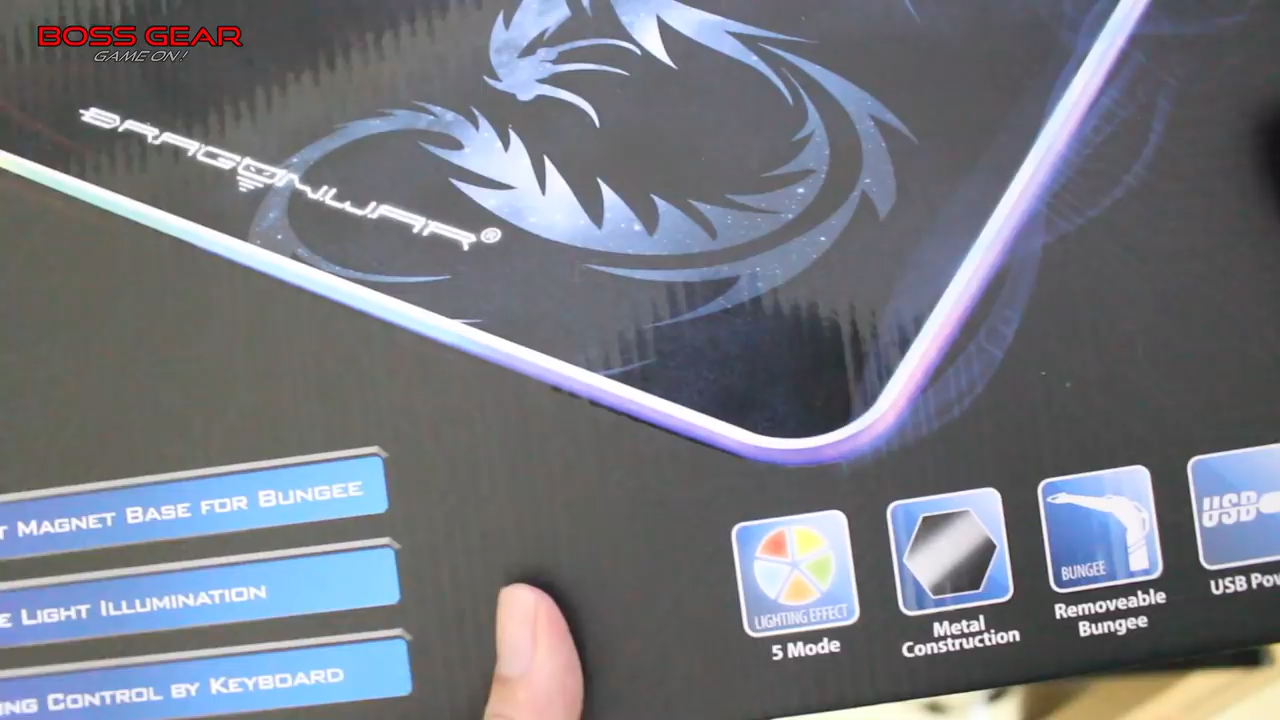 BOSS GEAR
GAME ON!
DRAGONWAR®
MAGNET BASE FOR BUNGEE
LIGHT ILLUMINATION
CONTROL BY KEYBOARD
LIGHTING EFFECT
5 Mode
Metal
Construction
BUNGEE
Removeable
Bungee
USB
USB